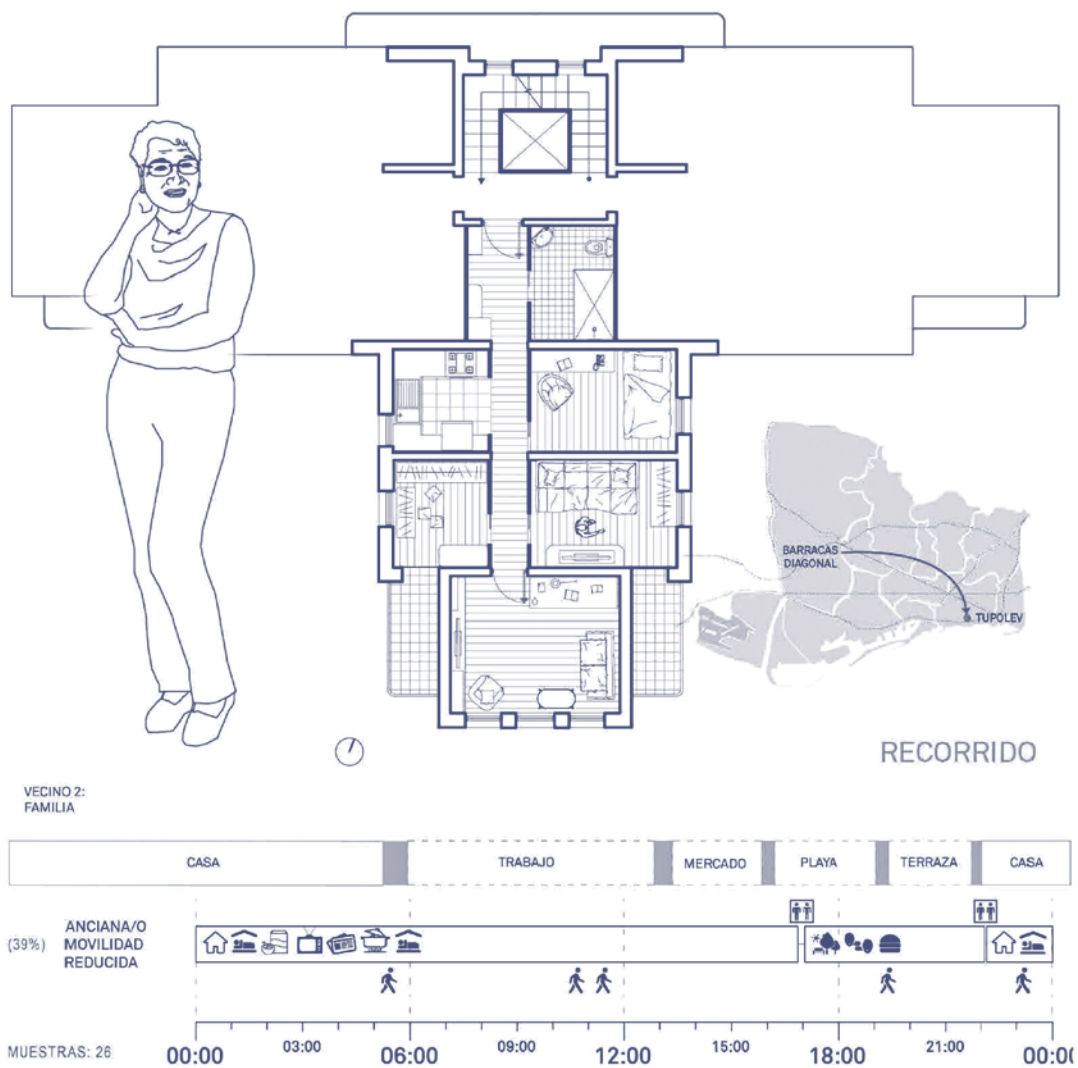 BARRACAS
DIAGONAL
TUPOLEV
RECORRIDO
VECINO 2:
FAMILIA
CASA
TRABAJO
MERCADO
PLAYA
TERRAZA
CASA
(39%)
ANCIANA/O
MOVILIDAD
REDUCIDA
MUESTRAS: 26
00:00
03:00
06:00
09:00
12:00
15:00
18:00
21:00
00:0